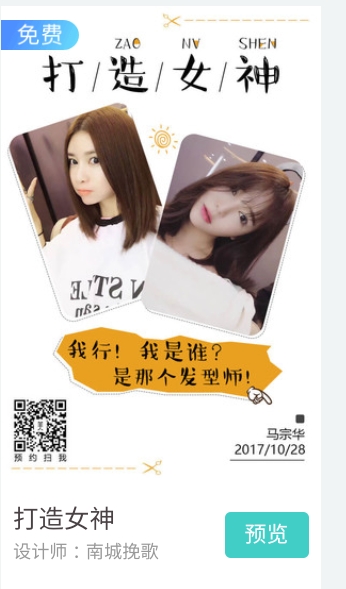 免费
ZAO NV SHEN
打/造/女/神
我行! 我是谁?
是那个发型师!
预约扫我
马宗华
2017/10/28
打造女神
设计师：南城挽歌
预览